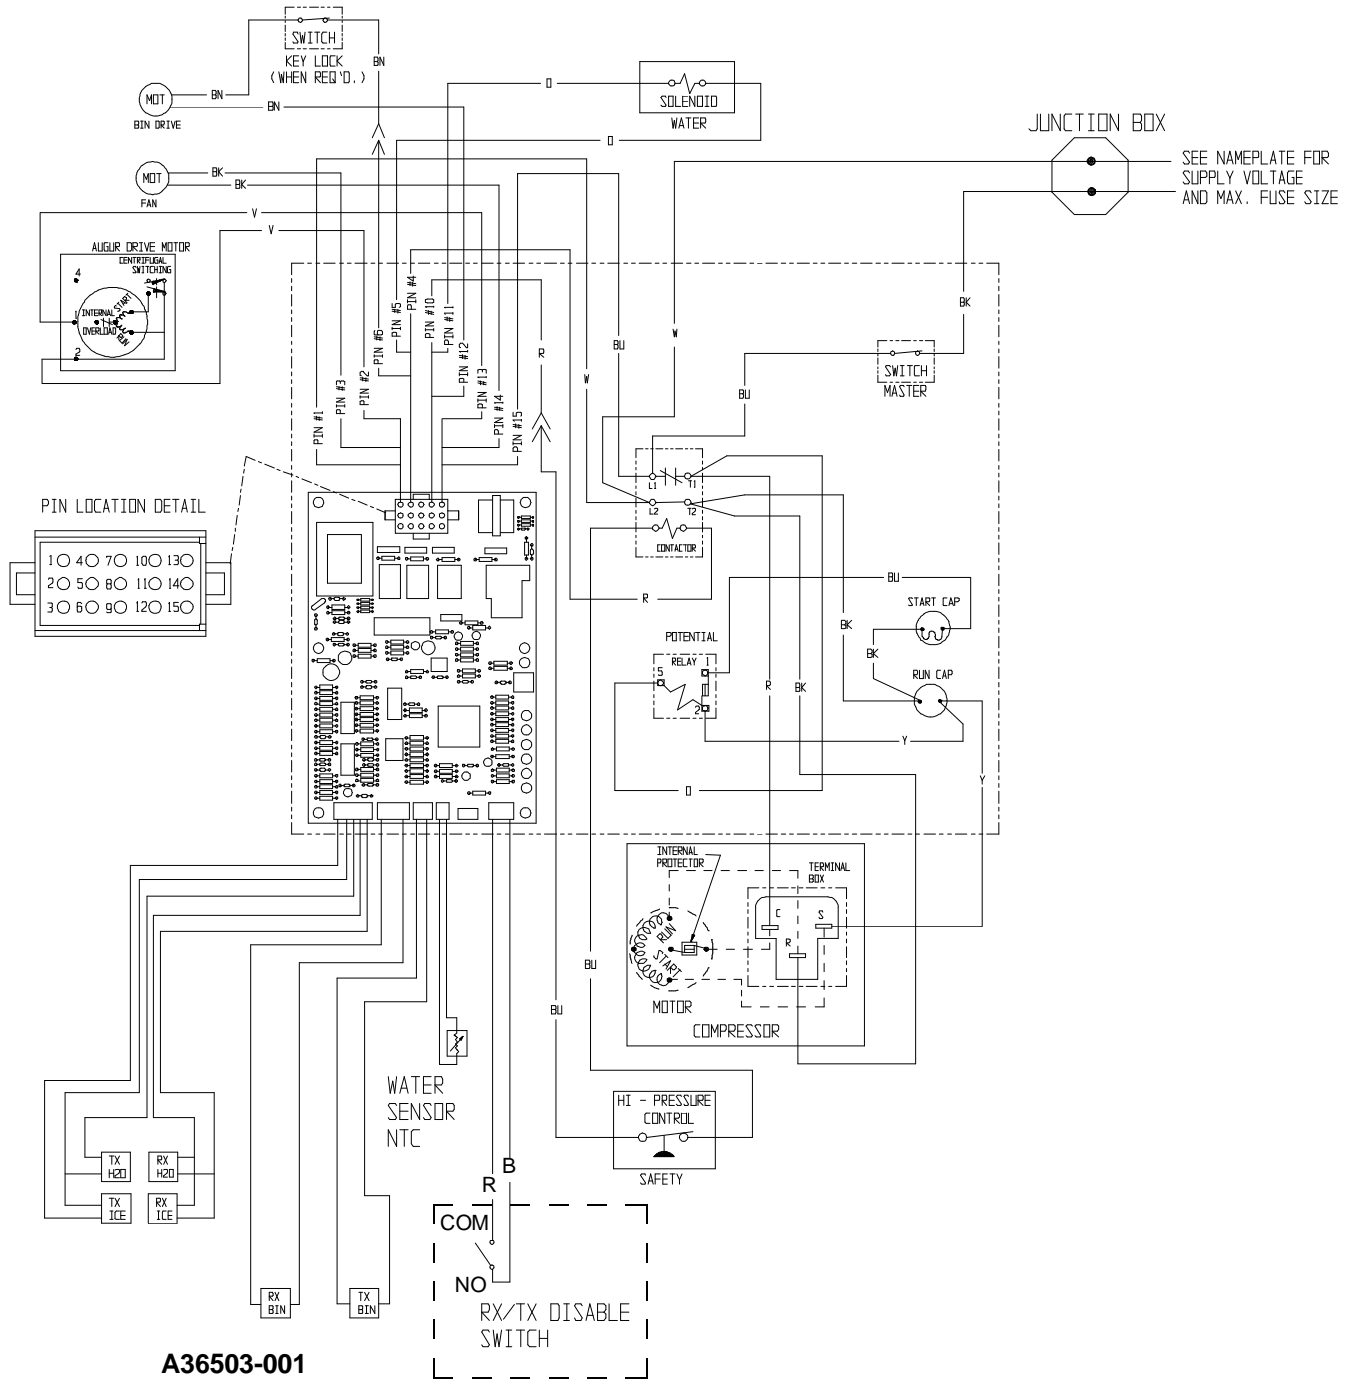 SWITCH
KEY LOCK
(WHEN REQ'D.)
BN
MOT
BN
BN
BIN DRIVE
O
SOLENOID
WATER
O
JUNCTION BOX
SEE NAMEPLATE FOR
SUPPLY VOLTAGE
AND MAX. FUSE SIZE
MOT
BK
BK
FAN
V
V
AUGUR DRIVE MOTOR
CENTRIFUGAL
SWITCHING
4
START
INTERNAL
OVERLOAD
RUN
1
2
PIN #1
PIN #3
PIN #2
PIN #6
PIN #5
PIN #4
PIN #10
PIN #11
PIN #12
PIN #13
PIN #14
PIN #15
R
W
BU
W
BK
BU
SWITCH
MASTER
L1
T1
L2
T2
CONTACTOR
PIN LOCATION DETAIL
1 4 7 10 13
2 5 8 11 14
3 6 9 12 15
R
BU
START CAP
BK
BK
RUN CAP
POTENTIAL
RELAY
1
5
2
R
BK
Y
Y
O
INTERNAL
PROTECTOR
TERMINAL
BOX
C
S
R
RUN
START
MOTOR
COMPRESSOR
BU
BU
WATER
SENSOR
NTC
HI - PRESSURE
CONTROL
SAFETY
TX
H2O
RX
H2O
TX
ICE
RX
ICE
B
R
COM
NO
RX
BIN
TX
BIN
RX/TX DISABLE
SWITCH
A36503-001